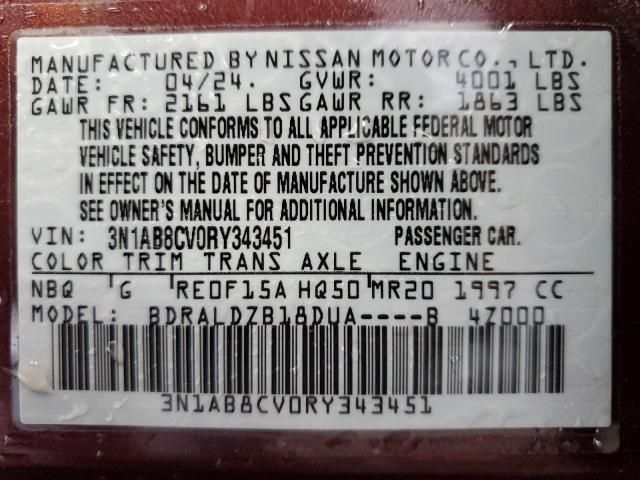 MANUFACTURED BY NISSAN MOTOR CO., LTD.
DATE: 04/24. GVWR: 4001 LBS
GAWR FR: 2161 LBS GAWR RR: 1863 LBS
THIS VEHICLE CONFORMS TO ALL APPLICABLE FEDERAL MOTOR
VEHICLE SAFETY, BUMPER AND THEFT PREVENTION STANDARDS
IN EFFECT ON THE DATE OF MANUFACTURE SHOWN ABOVE.
SEE OWNER'S MANUAL FOR ADDITIONAL INFORMATION.
VIN: 3N1AB8CV0RY343451 PASSENGER CAR.
COLOR TRIM TRANS AXLE ENGINE
NBQ G RE0F15A HQ50 MR20 1997 CC
MODEL: BDRALDZB18DUA----B 4Z000
3N1AB8CV0RY343451